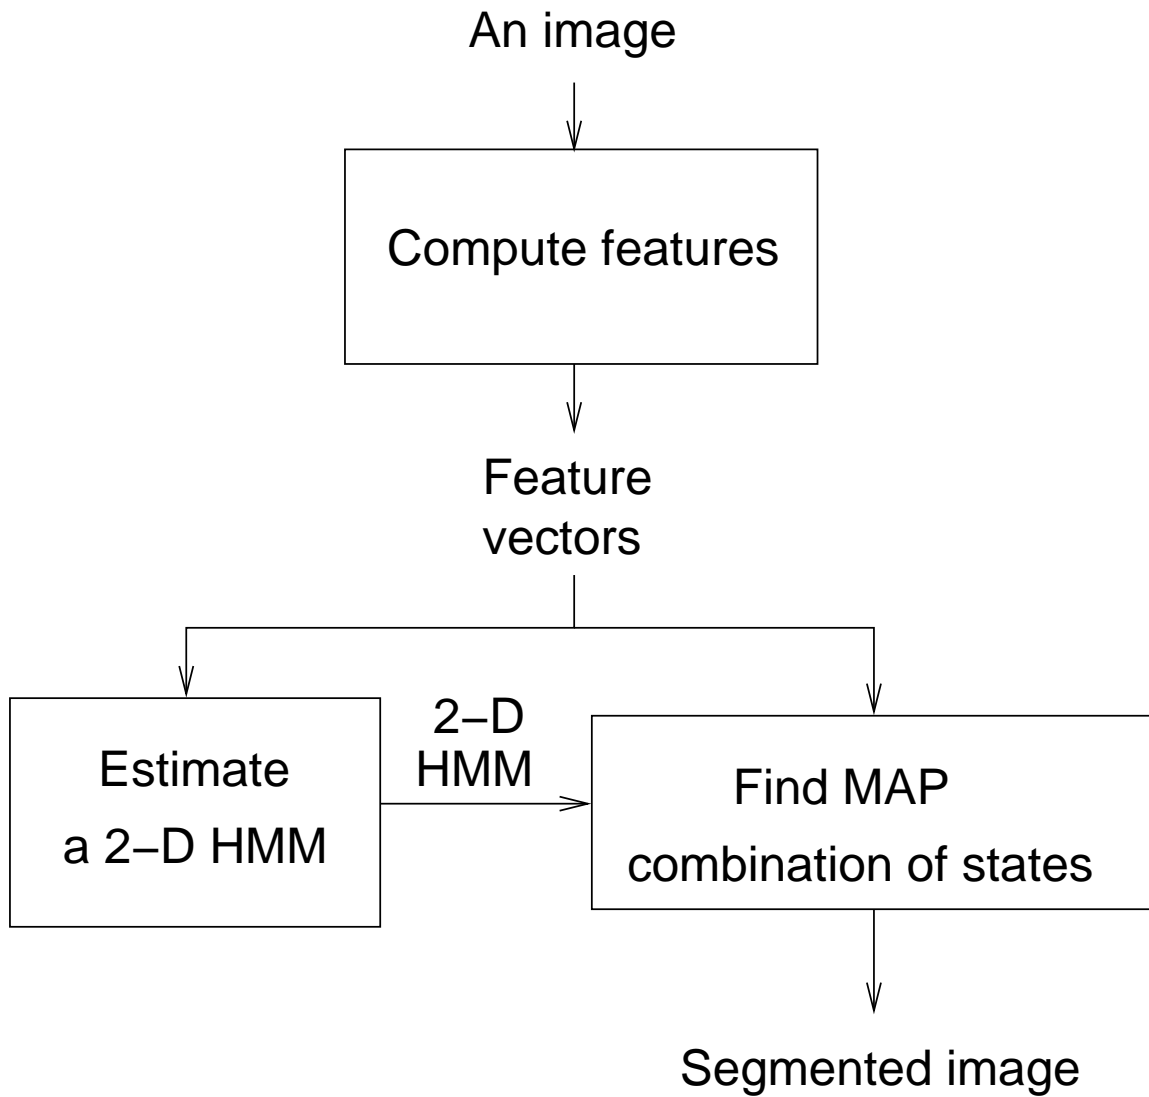 An image
Compute features
Feature
vectors
2−D
HMM
Estimate
a 2−D HMM
Find MAP
combination of states
Segmented image